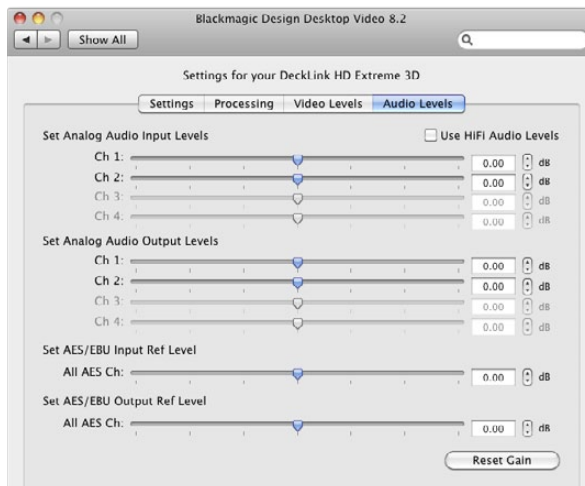 Blackmagic Design Desktop Video 8.2
Show All
Settings for your DeckLink HD Extreme 3D
Settings Processing Video Levels Audio Levels
Set Analog Audio Input Levels Use HiFi Audio Levels
Ch 1: 0.00 dB
Ch 2: 0.00 dB
Ch 3: 0.00 dB
Ch 4: 0.00 dB
Set Analog Audio Output Levels
Ch 1: 0.00 dB
Ch 2: 0.00 dB
Ch 3: 0.00 dB
Ch 4: 0.00 dB
Set AES/EBU Input Ref Level
All AES Ch: 0.00 dB
Set AES/EBU Output Ref Level
All AES Ch: 0.00 dB
Reset Gain